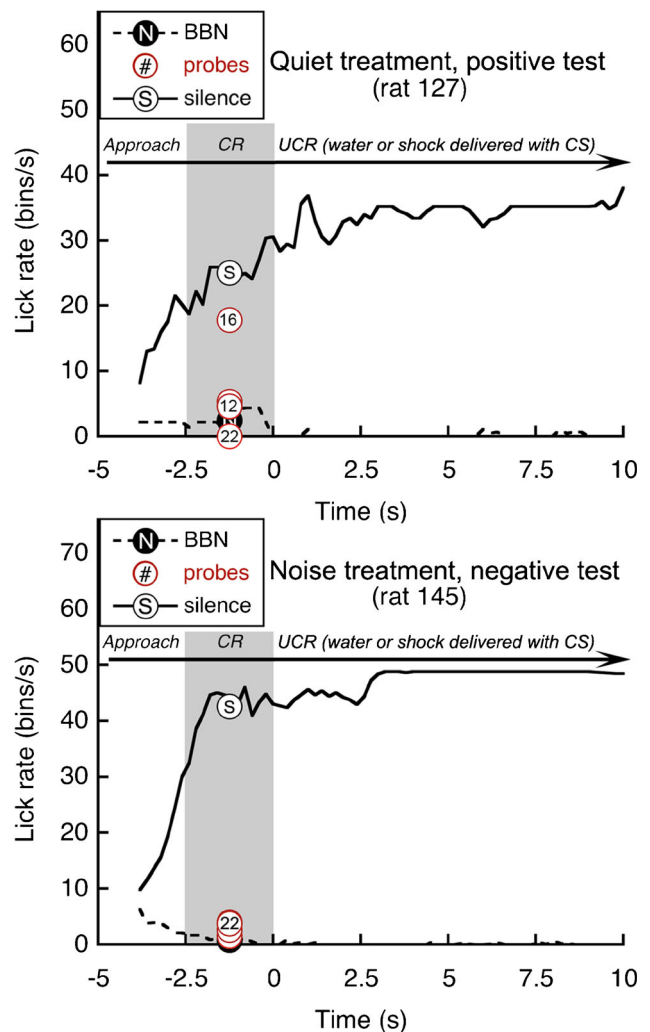 60
50
40
30
20
10
0
Lick rate (bins/s)
N BBN
# probes
S silence
Quiet treatment, positive test
(rat 127)
Approach CR UCR (water or shock delivered with CS)
S
16
12
N
22
-5 -2.5 0 2.5 5 7.5 10
Time (s)
70
60
50
40
30
20
10
0
Lick rate (bins/s)
N BBN
# probes
S silence
Noise treatment, negative test
(rat 145)
Approach CR UCR (water or shock delivered with CS)
S
22
-5 -2.5 0 2.5 5 7.5 10
Time (s)